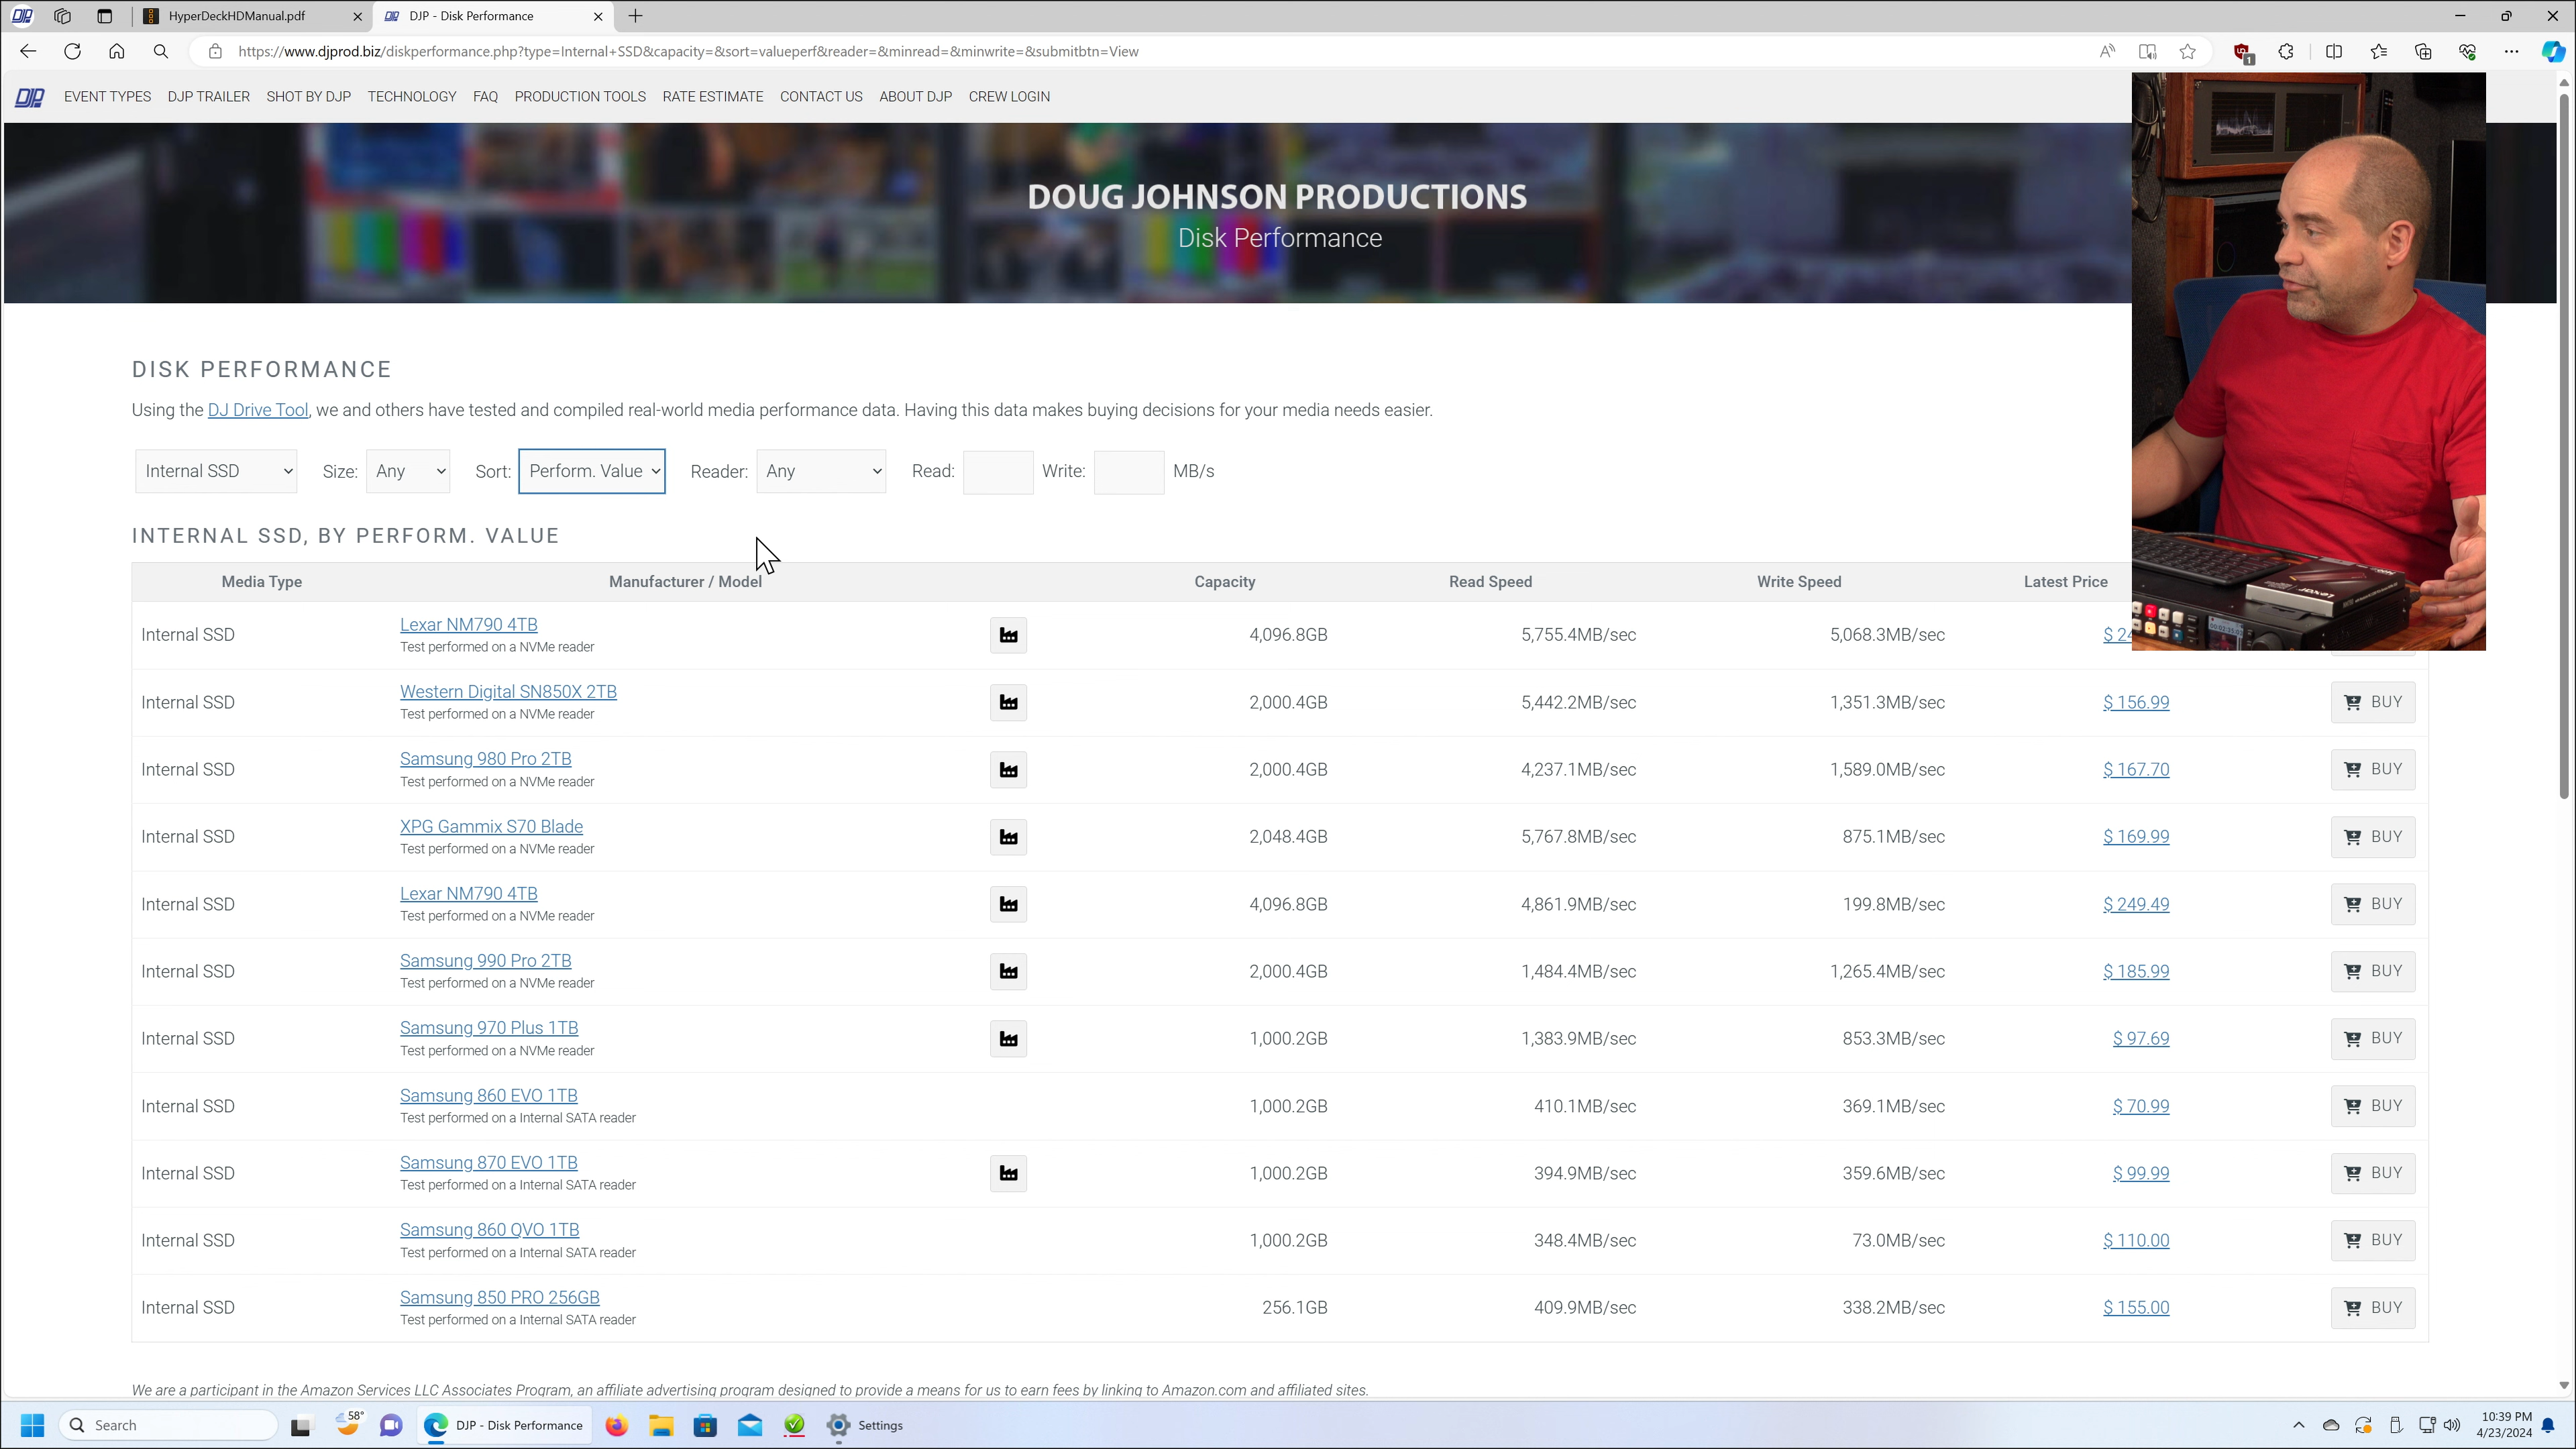 HyperDeckHDManual.pdf
DJP - Disk Performance
https://www.djprod.biz/diskperformance.php?type=Internal+SSD&capacity=&sort=valueperf&reader=&minread=&minwrite=&submitbtn=View
1
DJP EVENT TYPES DJP TRAILER SHOT BY DJP TECHNOLOGY FAQ PRODUCTION TOOLS RATE ESTIMATE CONTACT US ABOUT DJP CREW LOGIN
DOUG JOHNSON PRODUCTIONS
Disk Performance
DISK PERFORMANCE
Using the DJ Drive Tool, we and others have tested and compiled real-world media performance data. Having this data makes buying decisions for your media needs easier.
Internal SSD Size: Any Sort: Perform. Value Reader: Any Read: Write: MB/s
INTERNAL SSD, BY PERFORM. VALUE
Media Type Manufacturer / Model Capacity Read Speed Write Speed Latest Price
Internal SSD Lexar NM790 4TB 4,096.8GB 5,755.4MB/sec 5,068.3MB/sec $ 24
Test performed on a NVMe reader
Internal SSD Western Digital SN850X 2TB 2,000.4GB 5,442.2MB/sec 1,351.3MB/sec $ 156.99 BUY
Test performed on a NVMe reader
Internal SSD Samsung 980 Pro 2TB 2,000.4GB 4,237.1MB/sec 1,589.0MB/sec $ 167.70 BUY
Test performed on a NVMe reader
Internal SSD XPG Gammix S70 Blade 2,048.4GB 5,767.8MB/sec 875.1MB/sec $ 169.99 BUY
Test performed on a NVMe reader
Internal SSD Lexar NM790 4TB 4,096.8GB 4,861.9MB/sec 199.8MB/sec $ 249.49 BUY
Test performed on a NVMe reader
Internal SSD Samsung 990 Pro 2TB 2,000.4GB 1,484.4MB/sec 1,265.4MB/sec $ 185.99 BUY
Test performed on a NVMe reader
Internal SSD Samsung 970 Plus 1TB 1,000.2GB 1,383.9MB/sec 853.3MB/sec $ 97.69 BUY
Test performed on a NVMe reader
Internal SSD Samsung 860 EVO 1TB 1,000.2GB 410.1MB/sec 369.1MB/sec $ 70.99 BUY
Test performed on a Internal SATA reader
Internal SSD Samsung 870 EVO 1TB 1,000.2GB 394.9MB/sec 359.6MB/sec $ 99.99 BUY
Test performed on a Internal SATA reader
Internal SSD Samsung 860 QVO 1TB 1,000.2GB 348.4MB/sec 73.0MB/sec $ 110.00 BUY
Test performed on a Internal SATA reader
Internal SSD Samsung 850 PRO 256GB 256.1GB 409.9MB/sec 338.2MB/sec $ 155.00 BUY
Test performed on a Internal SATA reader
We are a participant in the Amazon Services LLC Associates Program, an affiliate advertising program designed to provide a means for us to earn fees by linking to Amazon.com and affiliated sites.
Search 58° DJP - Disk Performance Settings 10:39 PM
4/23/2024